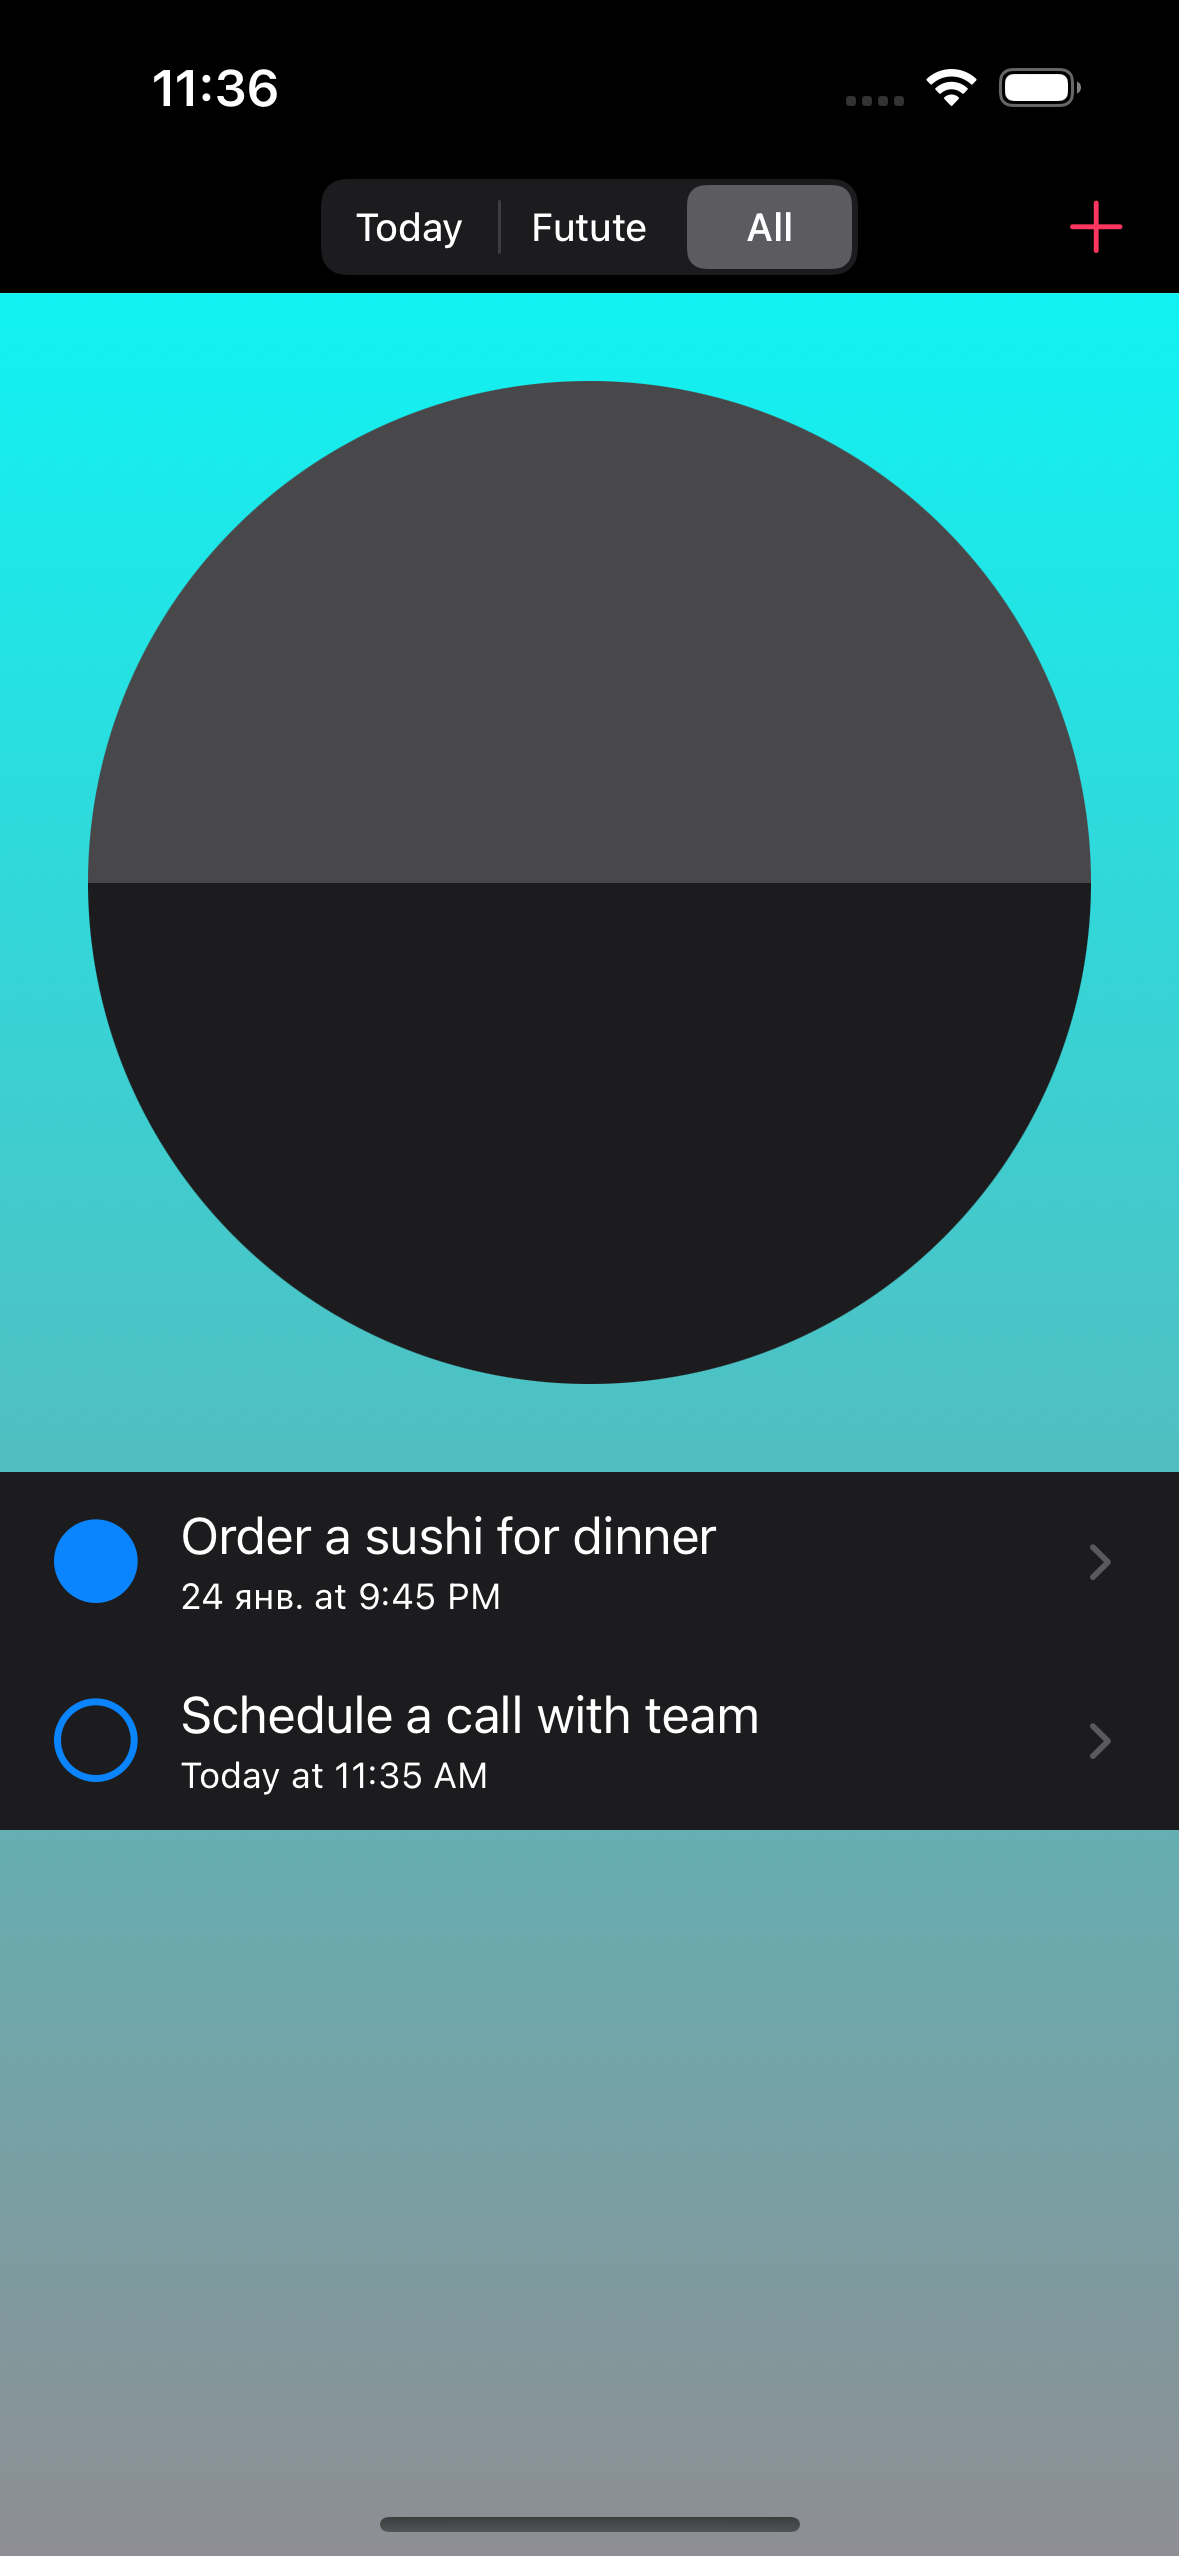 11:36
Today Futute All
Order a sushi for dinner
24 янв. at 9:45 PM
Schedule a call with team
Today at 11:35 AM